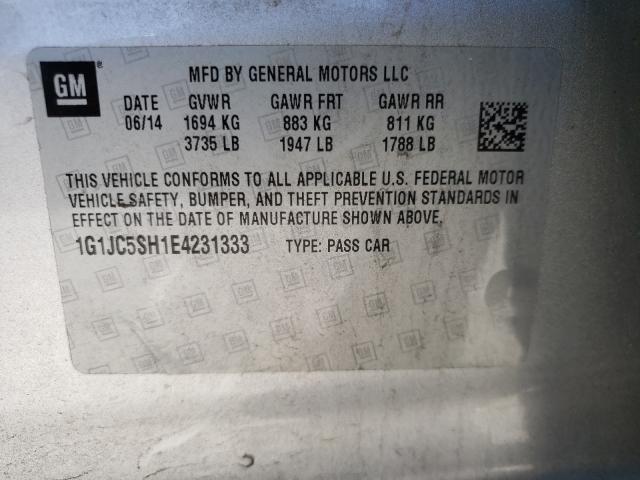 GM ®
MFD BY GENERAL MOTORS LLC
DATE GVWR GAWR FRT GAWR RR
06/14 1694 KG 883 KG 811 KG
3735 LB 1947 LB 1788 LB
THIS VEHICLE CONFORMS TO ALL APPLICABLE U.S. FEDERAL MOTOR
VEHICLE SAFETY, BUMPER, AND THEFT PREVENTION STANDARDS IN
EFFECT ON THE DATE OF MANUFACTURE SHOWN ABOVE.
1G1JC5SH1E4231333 TYPE: PASS CAR